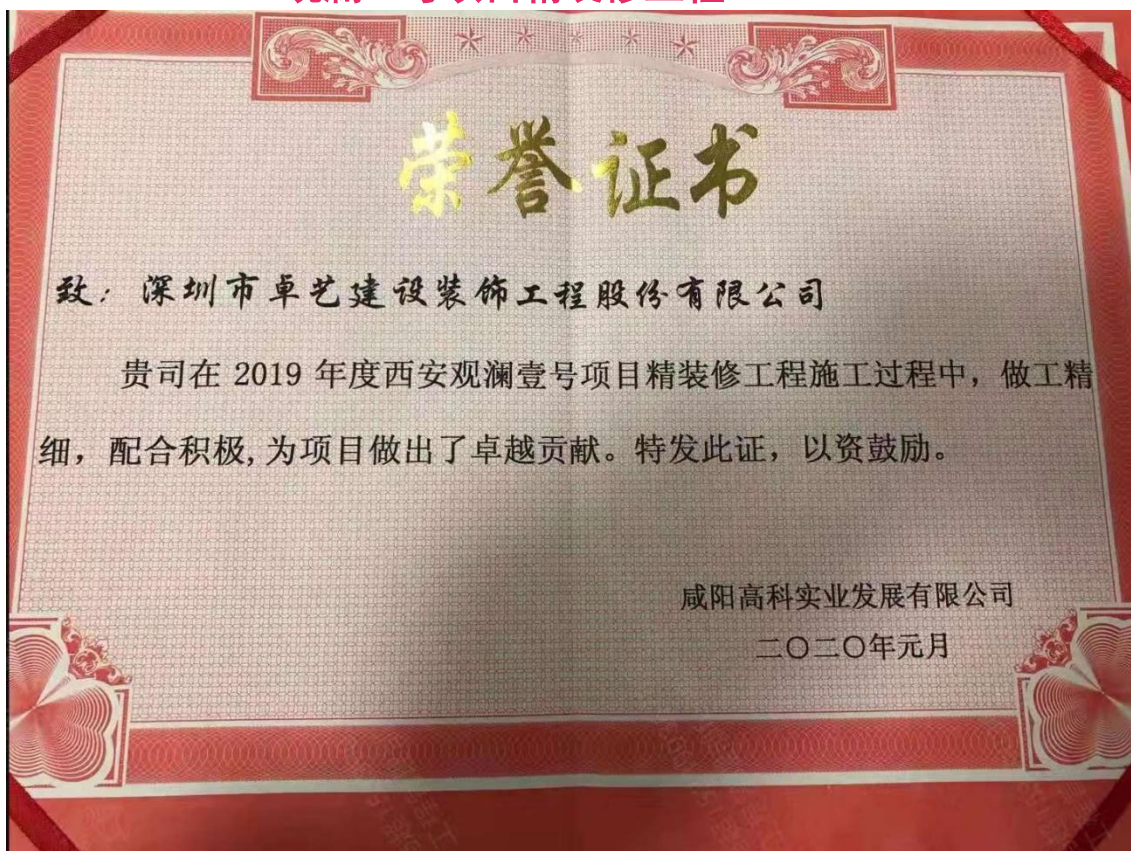 荣誉证书
致：深圳市卓艺建设装饰工程股份有限公司
贵司在 2019 年度西安观澜壹号项目精装修工程施工过程中，做工精
细，配合积极,为项目做出了卓越贡献。特发此证，以资鼓励。
咸阳高科实业发展有限公司
二〇二〇年元月